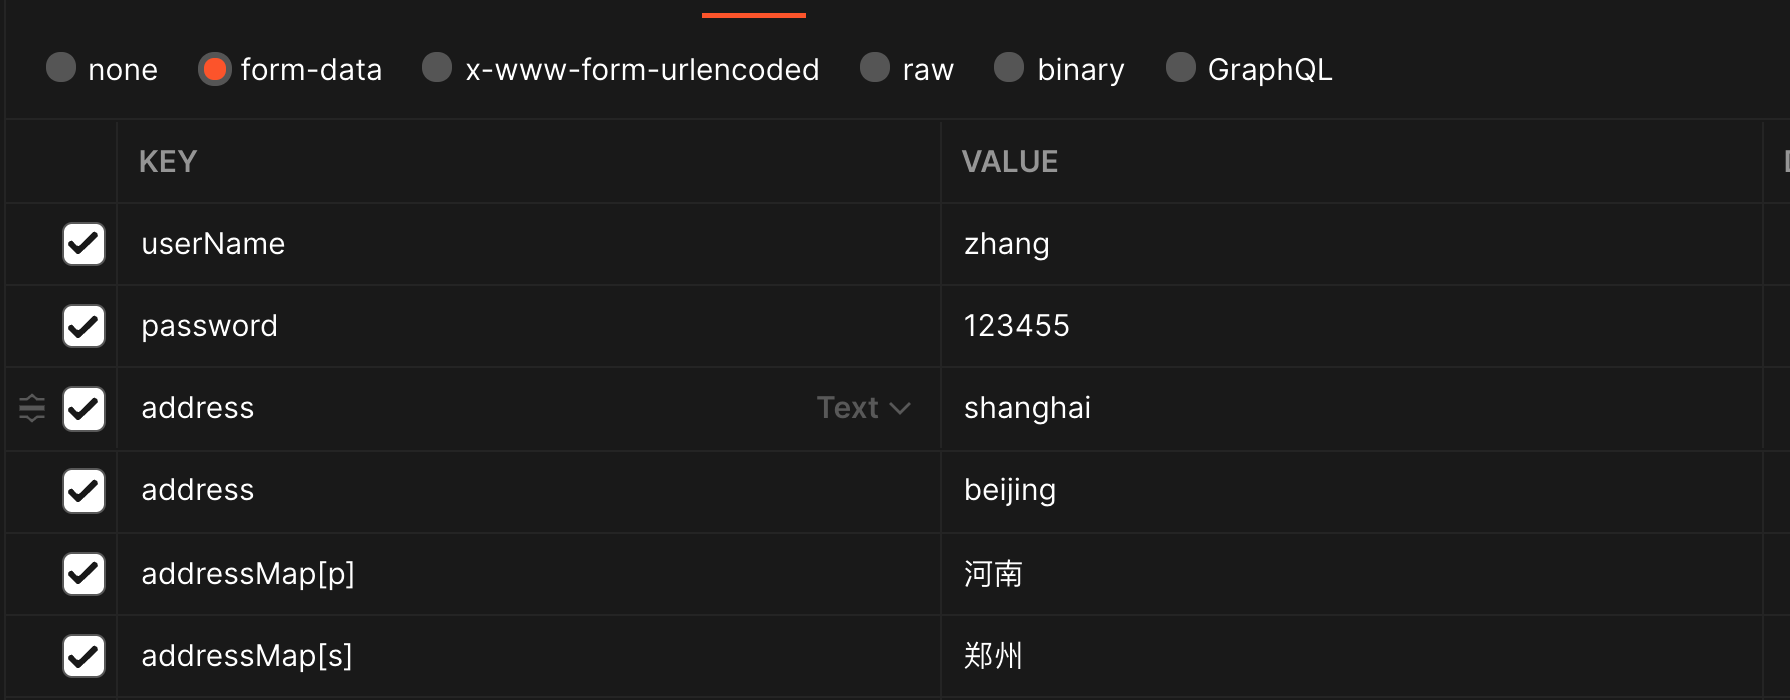 none form-data x-www-form-urlencoded raw binary GraphQL
KEY VALUE
userName zhang
password 123455
address Text shanghai
address beijing
addressMap[p] 河南
addressMap[s] 郑州